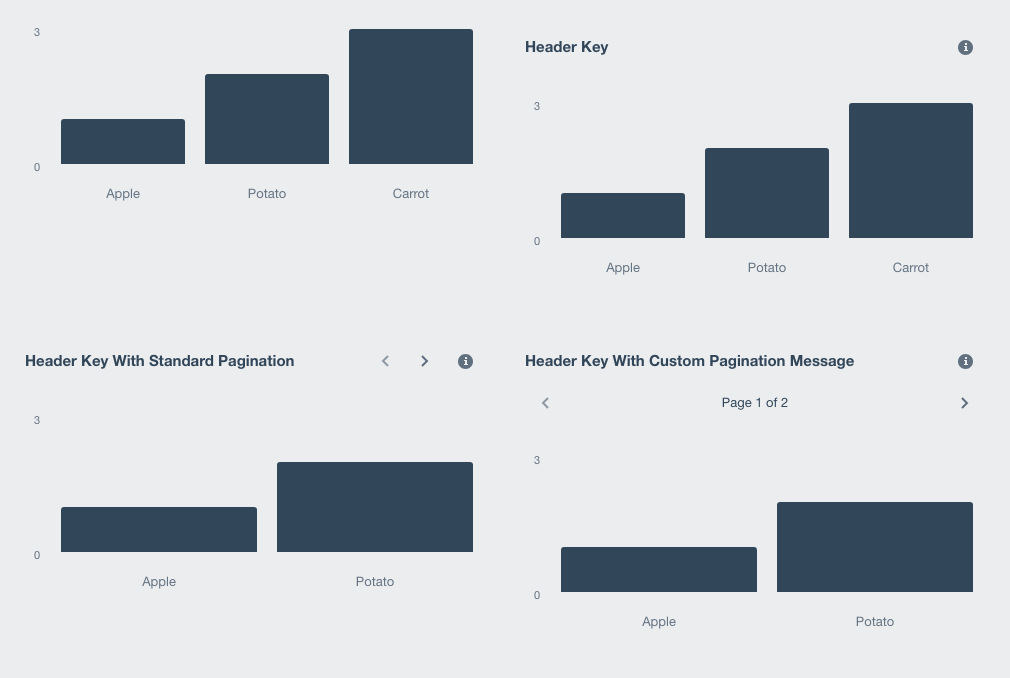 3
0
Apple Potato Carrot
Header Key
3
0
Apple Potato Carrot
Header Key With Standard Pagination
3
0
Apple Potato
Header Key With Custom Pagination Message
Page 1 of 2
3
0
Apple Potato